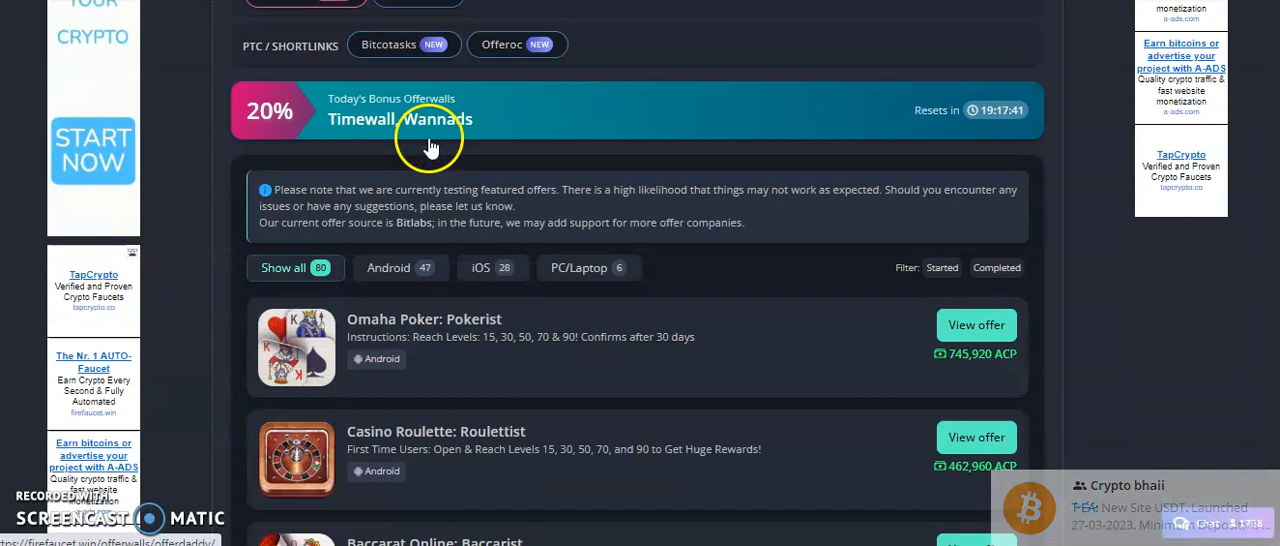 YOUR
CRYPTO
START
NOW
TapCrypto
Verified and Proven
Crypto Faucets
tapcrypto.co
The Nr. 1 AUTO-
Faucet
Earn Crypto Every
Second & Fully
Automated
firefaucet.win
Earn bitcoins or
advertise your
project with A-ADS
Quality crypto traffic &
fast website
monetization
RECORDED WITH
SCREENCAST MATIC
https://firefaucet.win/offerwalls/offerdaddy/
PTC / SHORTLINKS Bitcotasks NEW Offeroc NEW
20%
Today's Bonus Offerwalls
Timewall, Wannads
Resets in 19:17:41
Please note that we are currently testing featured offers. There is a high likelihood that things may not work as expected. Should you encounter any
issues or have any suggestions, please let us know.
Our current offer source is Bitlabs; in the future, we may add support for more offer companies.
Show all 80 Android 47 iOS 28 PC/Laptop 6 Filter: Started Completed
Omaha Poker: Pokerist
Instructions: Reach Levels: 15, 30, 50, 70 & 90! Confirms after 30 days
Android
View offer
745,920 ACP
Casino Roulette: Roulettist
First Time Users: Open & Reach Levels 15, 30, 50, 70, and 90 to Get Huge Rewards!
Android
View offer
462,960 ACP
Baccarat Online: Baccarist
monetization
a-ads.com
Earn bitcoins or
advertise your
project with A-ADS
Quality crypto traffic &
fast website
monetization
a-ads.com
TapCrypto
Verified and Proven
Crypto Faucets
tapcrypto.co
Crypto bhaii
New Site USDT. Launched
27-03-2023. Minimum
Chat 1738